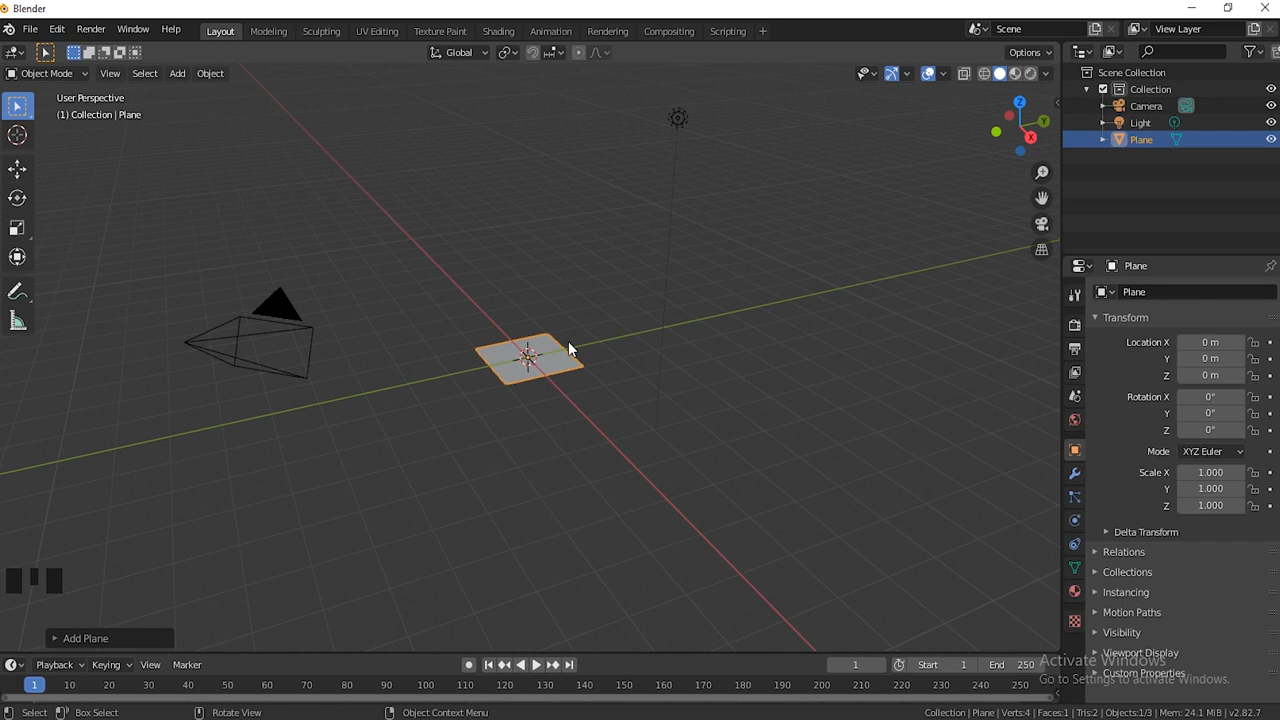 Blender
File Edit Render Window Help Layout Modeling Sculpting UV Editing Texture Paint Shading Animation Rendering Compositing Scripting + Scene View Layer
Global Options
Object Mode View Select Add Object
User Perspective
(1) Collection | Plane
Z
Y
X
Scene Collection
Collection
Camera
Light
Plane
Plane
Plane
Transform
Location X 0 m
Y 0 m
Z 0 m
Rotation X 0°
Y 0°
Z 0°
Mode XYZ Euler
Scale X 1.000
Y 1.000
Z 1.000
Delta Transform
Relations
Collections
Instancing
Motion Paths
Visibility
Viewport Display
Custom Properties
Activate Windows
Go to Settings to activate Windows.
Add Plane
Playback Keying View Marker 1 Start 1 End 250
1 10 20 30 40 50 60 70 80 90 100 110 120 130 140 150 160 170 180 190 200 210 220 230 240 250
Select Box Select Rotate View Object Context Menu Collection | Plane | Verts:4 | Faces:1 | Tris:2 | Objects:1/3 | Mem: 24.1 MiB | v2.82.7